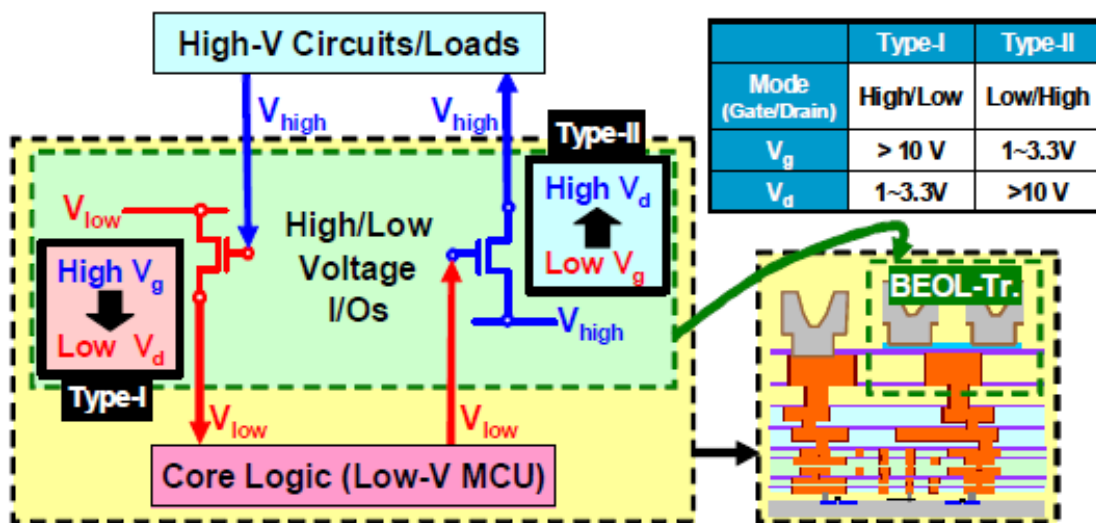 High-V Circuits/Loads
V_high
V_high
Type-II
High V_d
Low V_g
V_low
High/Low
Voltage
I/Os
High V_g
Low V_d
Type-I
V_high
V_low
V_low
Core Logic (Low-V MCU)
Type-I Type-II
Mode
(Gate/Drain) High/Low Low/High
V_g > 10 V 1~3.3V
V_d 1~3.3V >10 V
BEOL-Tr.